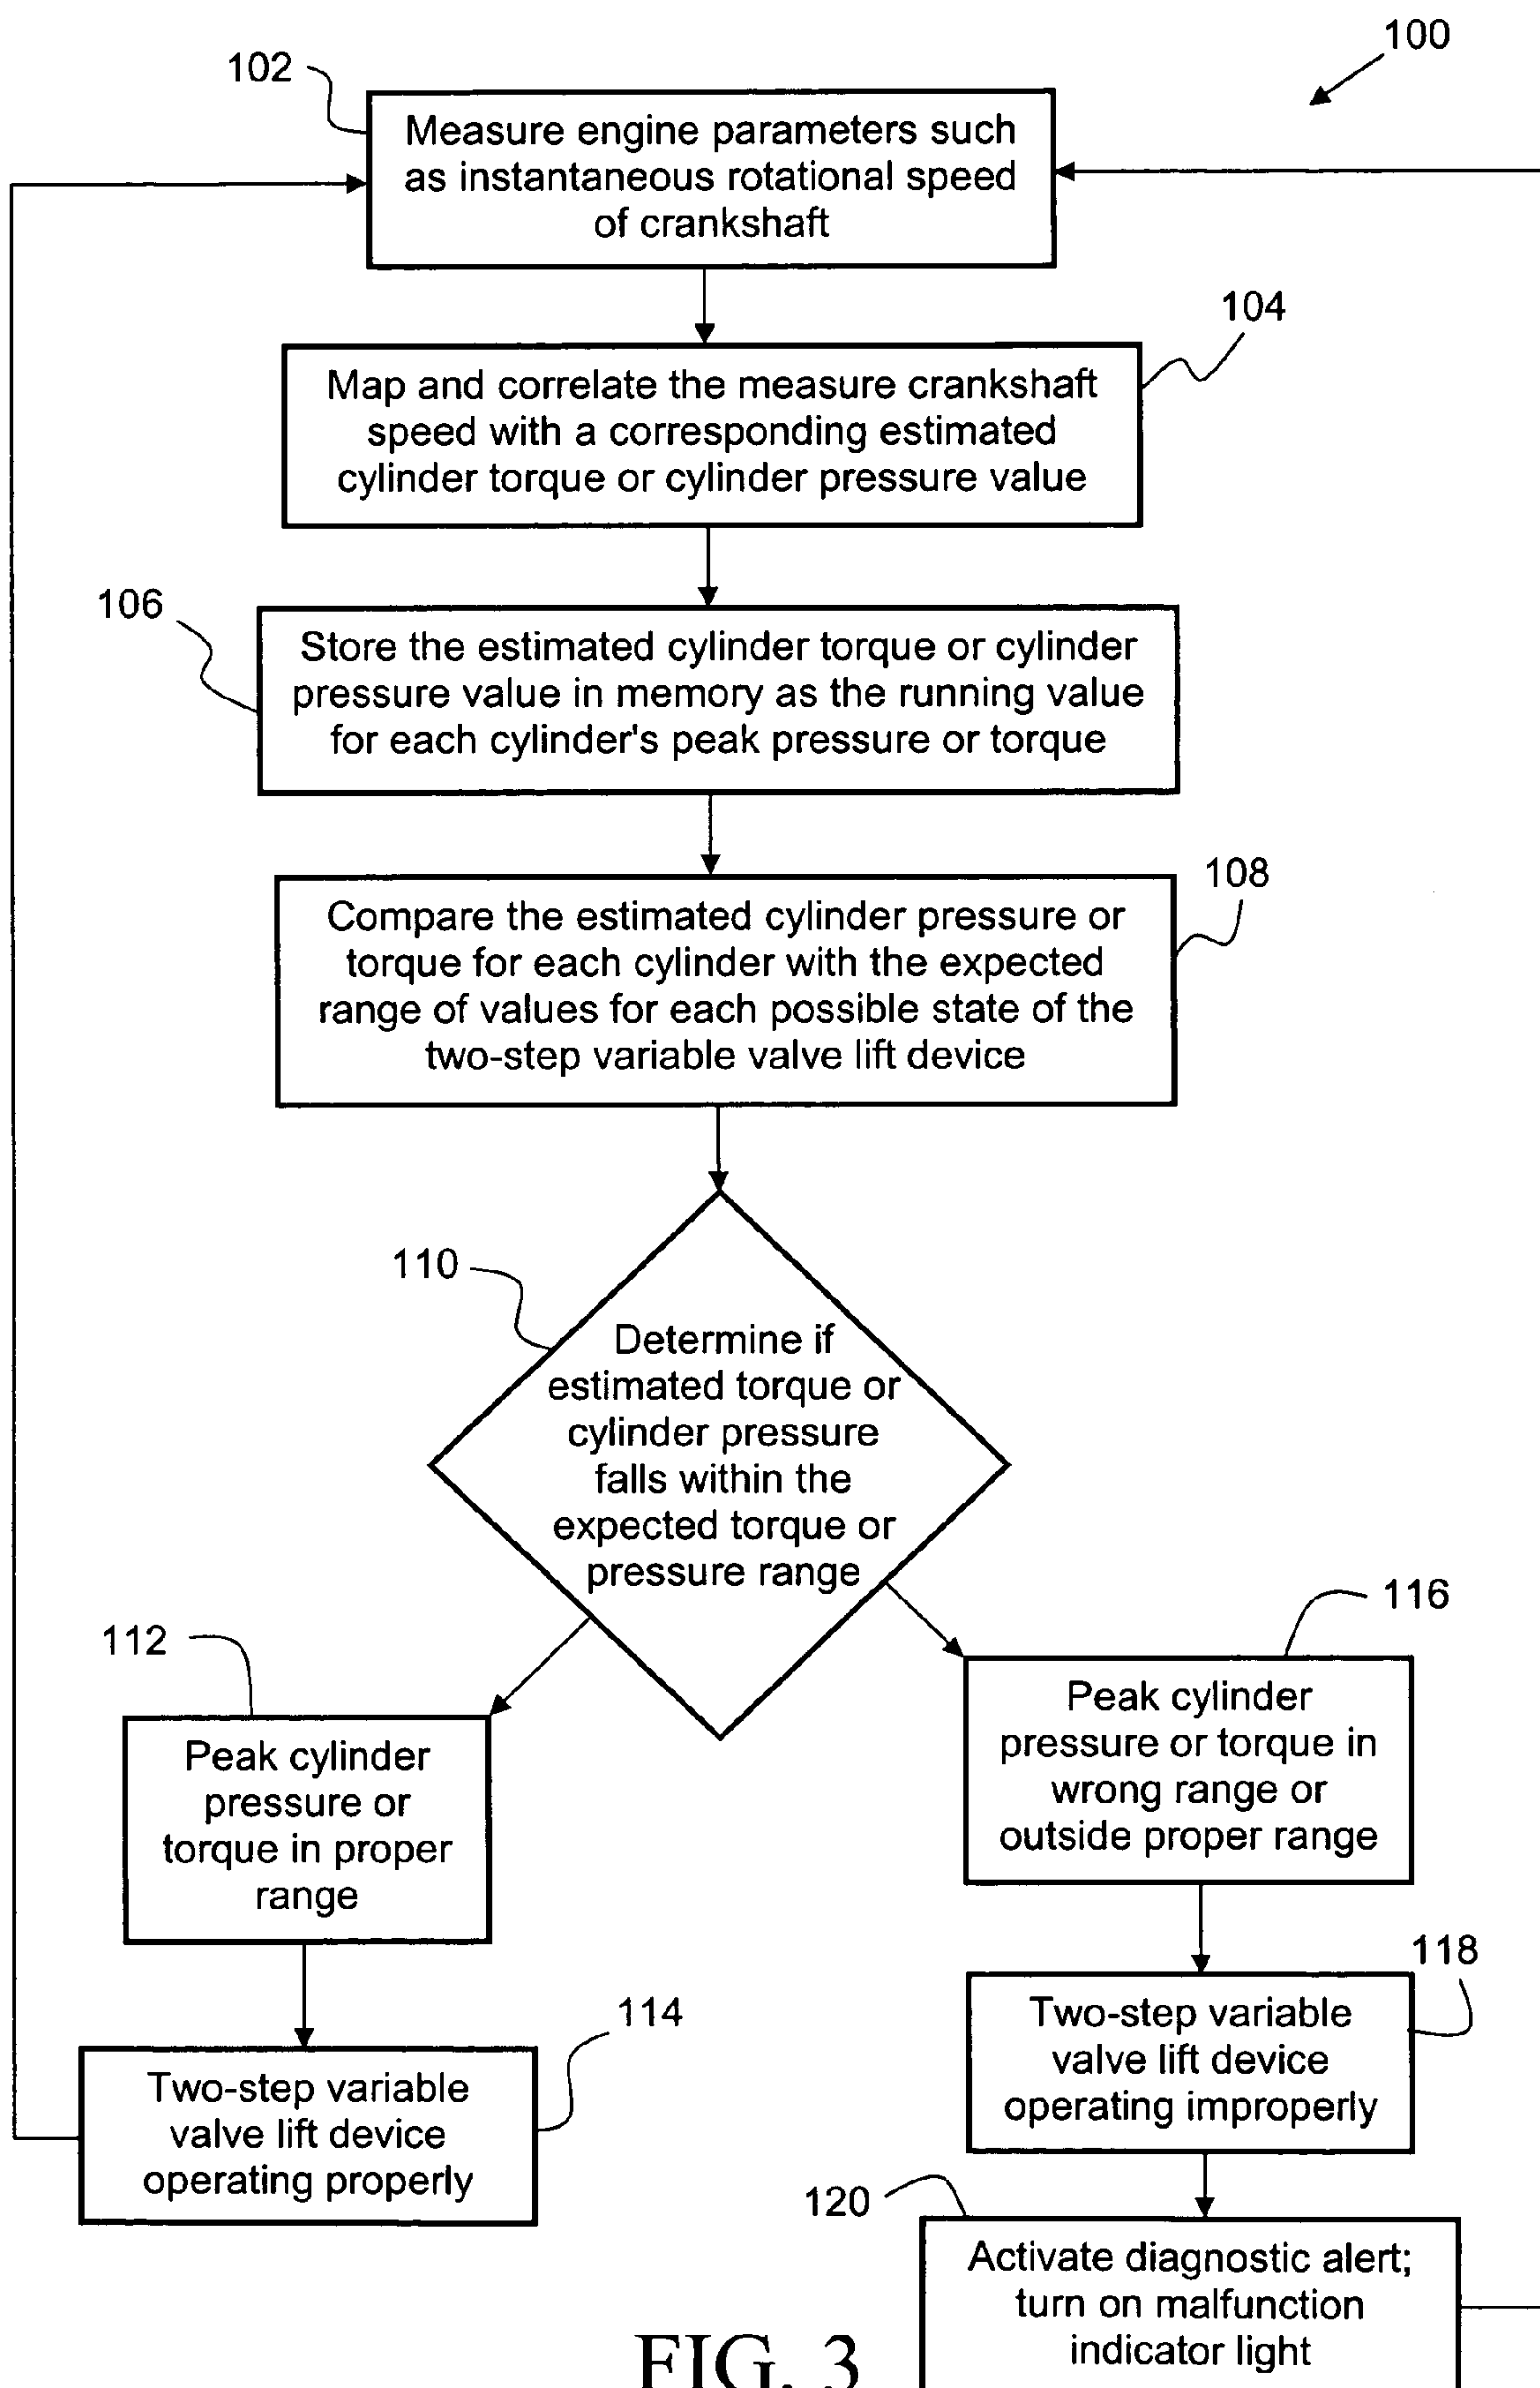 100
102
Measure engine parameters such
as instantaneous rotational speed
of crankshaft
104
Map and correlate the measure crankshaft
speed with a corresponding estimated
cylinder torque or cylinder pressure value
106
Store the estimated cylinder torque or cylinder
pressure value in memory as the running value
for each cylinder's peak pressure or torque
108
Compare the estimated cylinder pressure or
torque for each cylinder with the expected
range of values for each possible state of the
two-step variable valve lift device
110
Determine if
estimated torque or
cylinder pressure
falls within the
expected torque or
pressure range
112
Peak cylinder
pressure or
torque in proper
range
114
Two-step variable
valve lift device
operating properly
116
Peak cylinder
pressure or torque in
wrong range or
outside proper range
118
Two-step variable
valve lift device
operating improperly
120
Activate diagnostic alert;
turn on malfunction
indicator light
FIG. 3